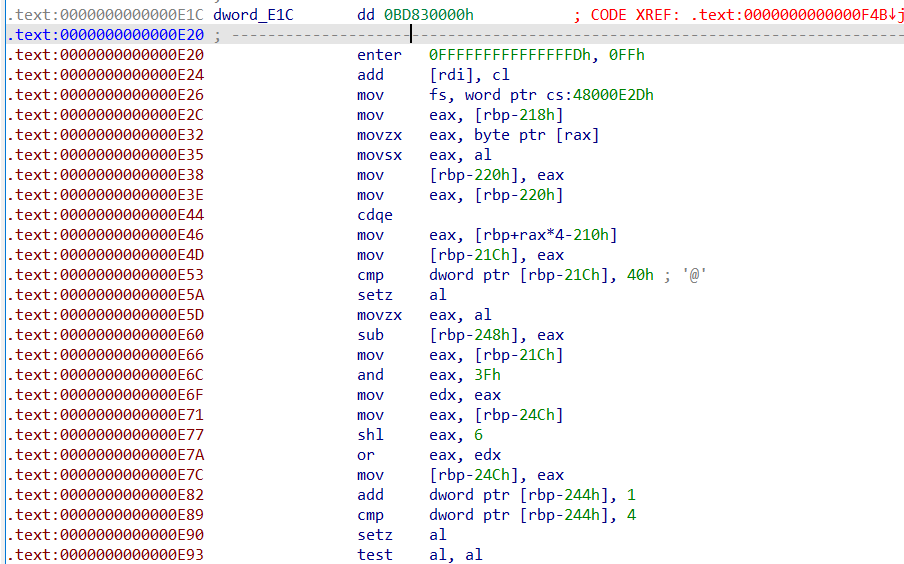 .text:0000000000000E1C dword_E1C dd 0BD830000h ; CODE XREF: .text:0000000000000F4B↓j
.text:0000000000000E20 ; ---------------------------------------------------------------------------
.text:0000000000000E20 enter 0FFFFFFFFFFFFFFFDh, 0FFh
.text:0000000000000E24 add [rdi], cl
.text:0000000000000E26 mov fs, word ptr cs:48000E2Dh
.text:0000000000000E2C mov eax, [rbp-218h]
.text:0000000000000E32 movzx eax, byte ptr [rax]
.text:0000000000000E35 movsx eax, al
.text:0000000000000E38 mov [rbp-220h], eax
.text:0000000000000E3E mov eax, [rbp-220h]
.text:0000000000000E44 cdqe
.text:0000000000000E46 mov eax, [rbp+rax*4-210h]
.text:0000000000000E4D mov [rbp-21Ch], eax
.text:0000000000000E53 cmp dword ptr [rbp-21Ch], 40h ; '@'
.text:0000000000000E5A setz al
.text:0000000000000E5D movzx eax, al
.text:0000000000000E60 sub [rbp-248h], eax
.text:0000000000000E66 mov eax, [rbp-21Ch]
.text:0000000000000E6C and eax, 3Fh
.text:0000000000000E6F mov edx, eax
.text:0000000000000E71 mov eax, [rbp-24Ch]
.text:0000000000000E77 shl eax, 6
.text:0000000000000E7A or eax, edx
.text:0000000000000E7C mov [rbp-24Ch], eax
.text:0000000000000E82 add dword ptr [rbp-244h], 1
.text:0000000000000E89 cmp dword ptr [rbp-244h], 4
.text:0000000000000E90 setz al
.text:0000000000000E93 test al, al